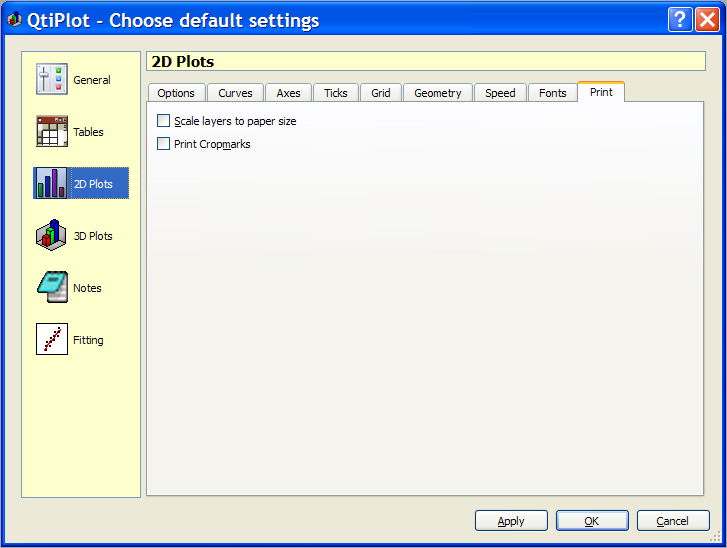 QtiPlot - Choose default settings
General
Tables
2D Plots
3D Plots
Notes
Fitting
2D Plots
Options Curves Axes Ticks Grid Geometry Speed Fonts Print
Scale layers to paper size
Print Cropmarks
Apply OK Cancel